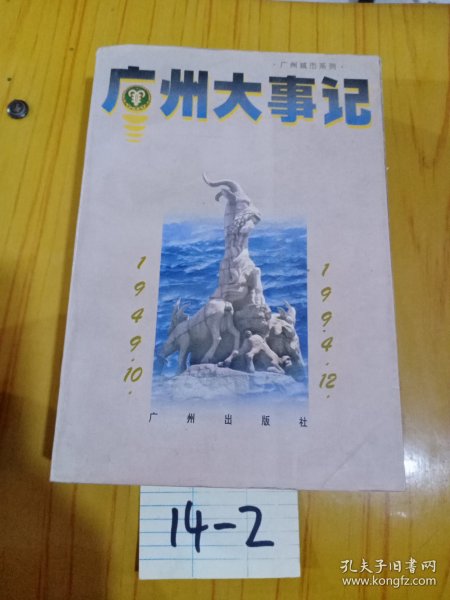 ·广州城市系列·
广州大事记
1949.10.
1994.12.
广州出版社
14-2
孔夫子旧书网
www.kongfz.com